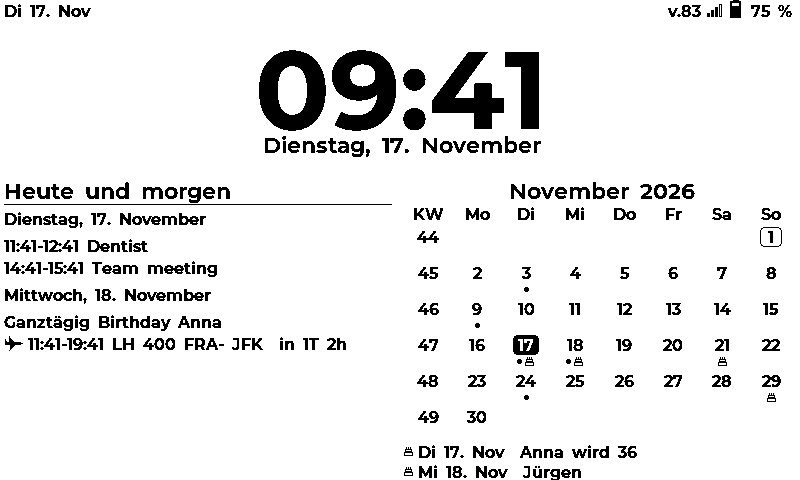 Di 17. Nov
v.83 75 %
09:41
Dienstag, 17. November
Heute und morgen
Dienstag, 17. November
11:41-12:41 Dentist
14:41-15:41 Team meeting
Mittwoch, 18. November
Ganztägig Birthday Anna
11:41-19:41 LH 400 FRA- JFK in 1T 2h
November 2026
KW Mo Di Mi Do Fr Sa So
44 1
45 2 3 4 5 6 7 8
46 9 10 11 12 13 14 15
47 16 17 18 19 20 21 22
48 23 24 25 26 27 28 29
49 30
Di 17. Nov Anna wird 36
Mi 18. Nov Jürgen